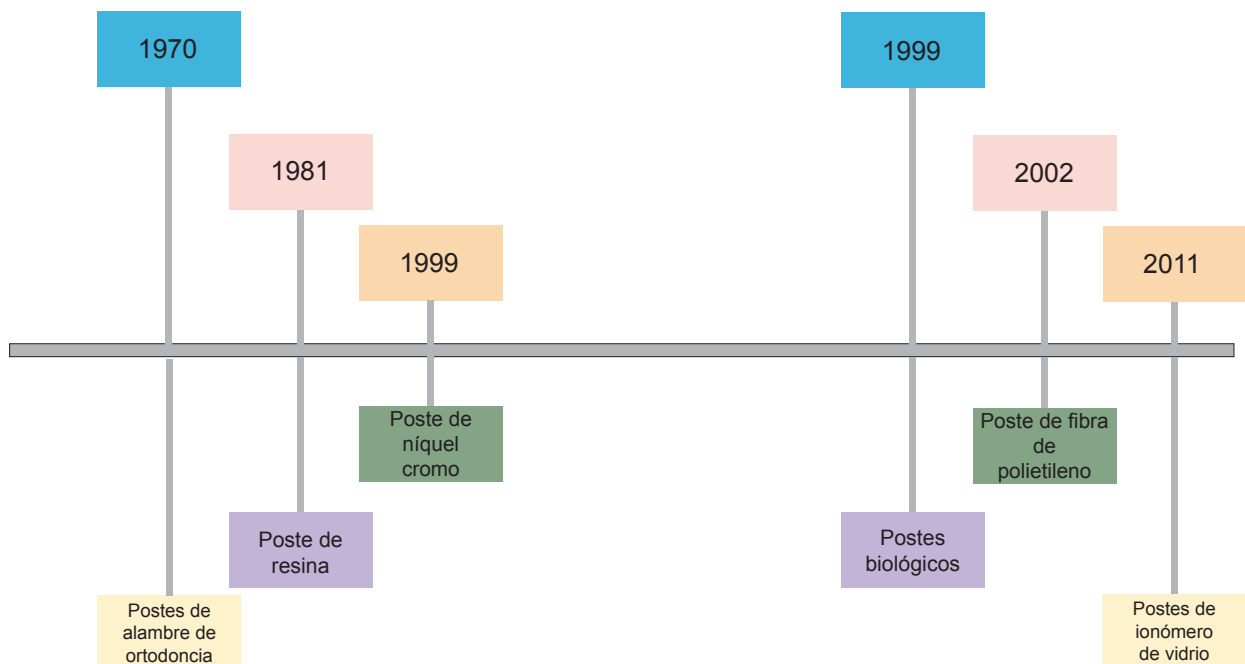 1970
1999
1981
2002
1999
2011
Poste de
níquel
cromo
Poste de fibra
de
polietileno
Poste de
resina
Postes
biológicos
Postes de
alambre de
ortodoncia
Postes de
ionómero
de vidrio